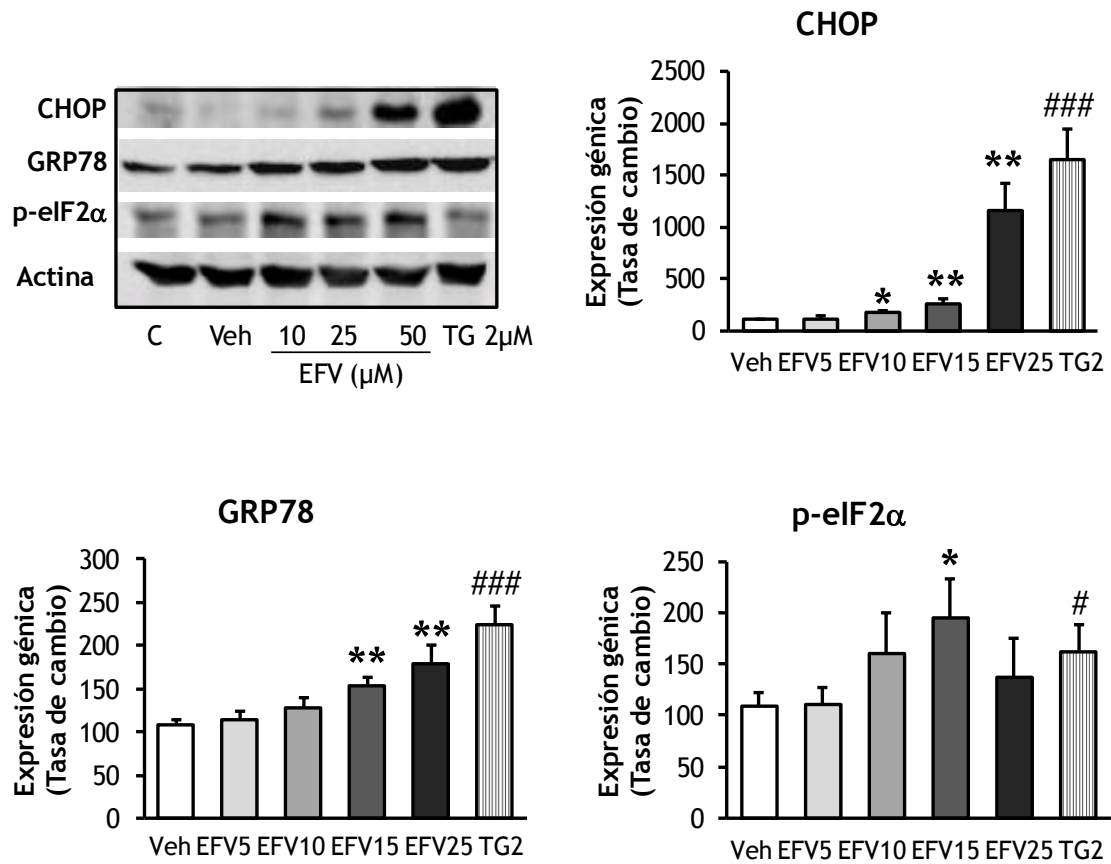 CHOP
GRP78
p-eIF2α
Actina
C Veh 10 25 50 TG 2μM
EFV (μM)
CHOP
Expresión génica
(Tasa de cambio)
2500
2000
1500
1000
500
0
* ** ** ###
Veh EFV5 EFV10 EFV15 EFV25 TG2
GRP78
Expresión génica
(Tasa de cambio)
300
250
200
150
100
50
0
** ** ###
Veh EFV5 EFV10 EFV15 EFV25 TG2
p-eIF2α
Expresión génica
(Tasa de cambio)
250
200
150
100
50
0
* #
Veh EFV5 EFV10 EFV15 EFV25 TG2